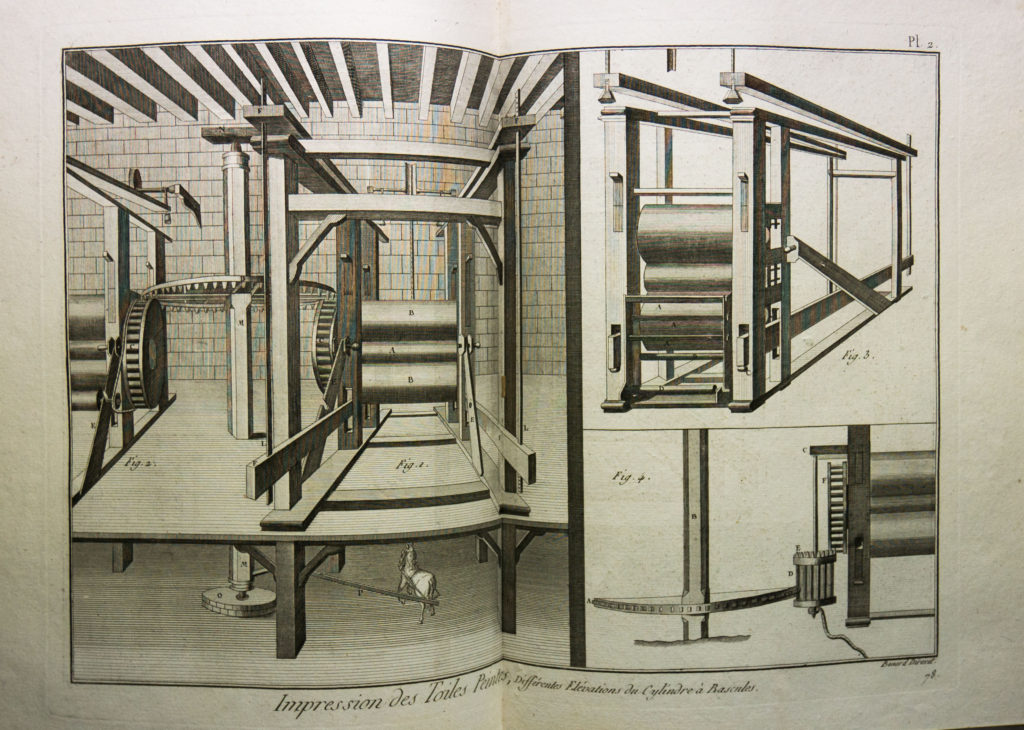 Pl. 2.
M
B
A
B
C
E
E
L
L
F
Fig. 2.
Fig. 1.
M
O
P
A
A
D
Fig. 3.
Fig. 4.
B
C
F
E
D
A
Benard Direxit
78.
Impression des Toiles Peintes, Différentes Elévations du Cylindre à Bascules.